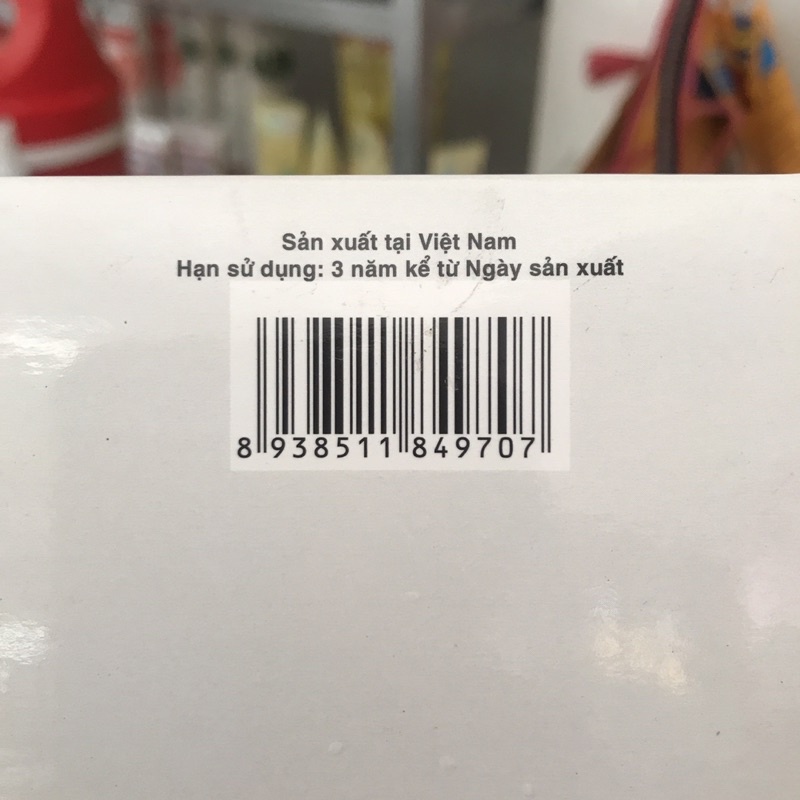 Sản xuất tại Việt Nam
Hạn sử dụng: 3 năm kể từ Ngày sản xuất
8 938511 849707